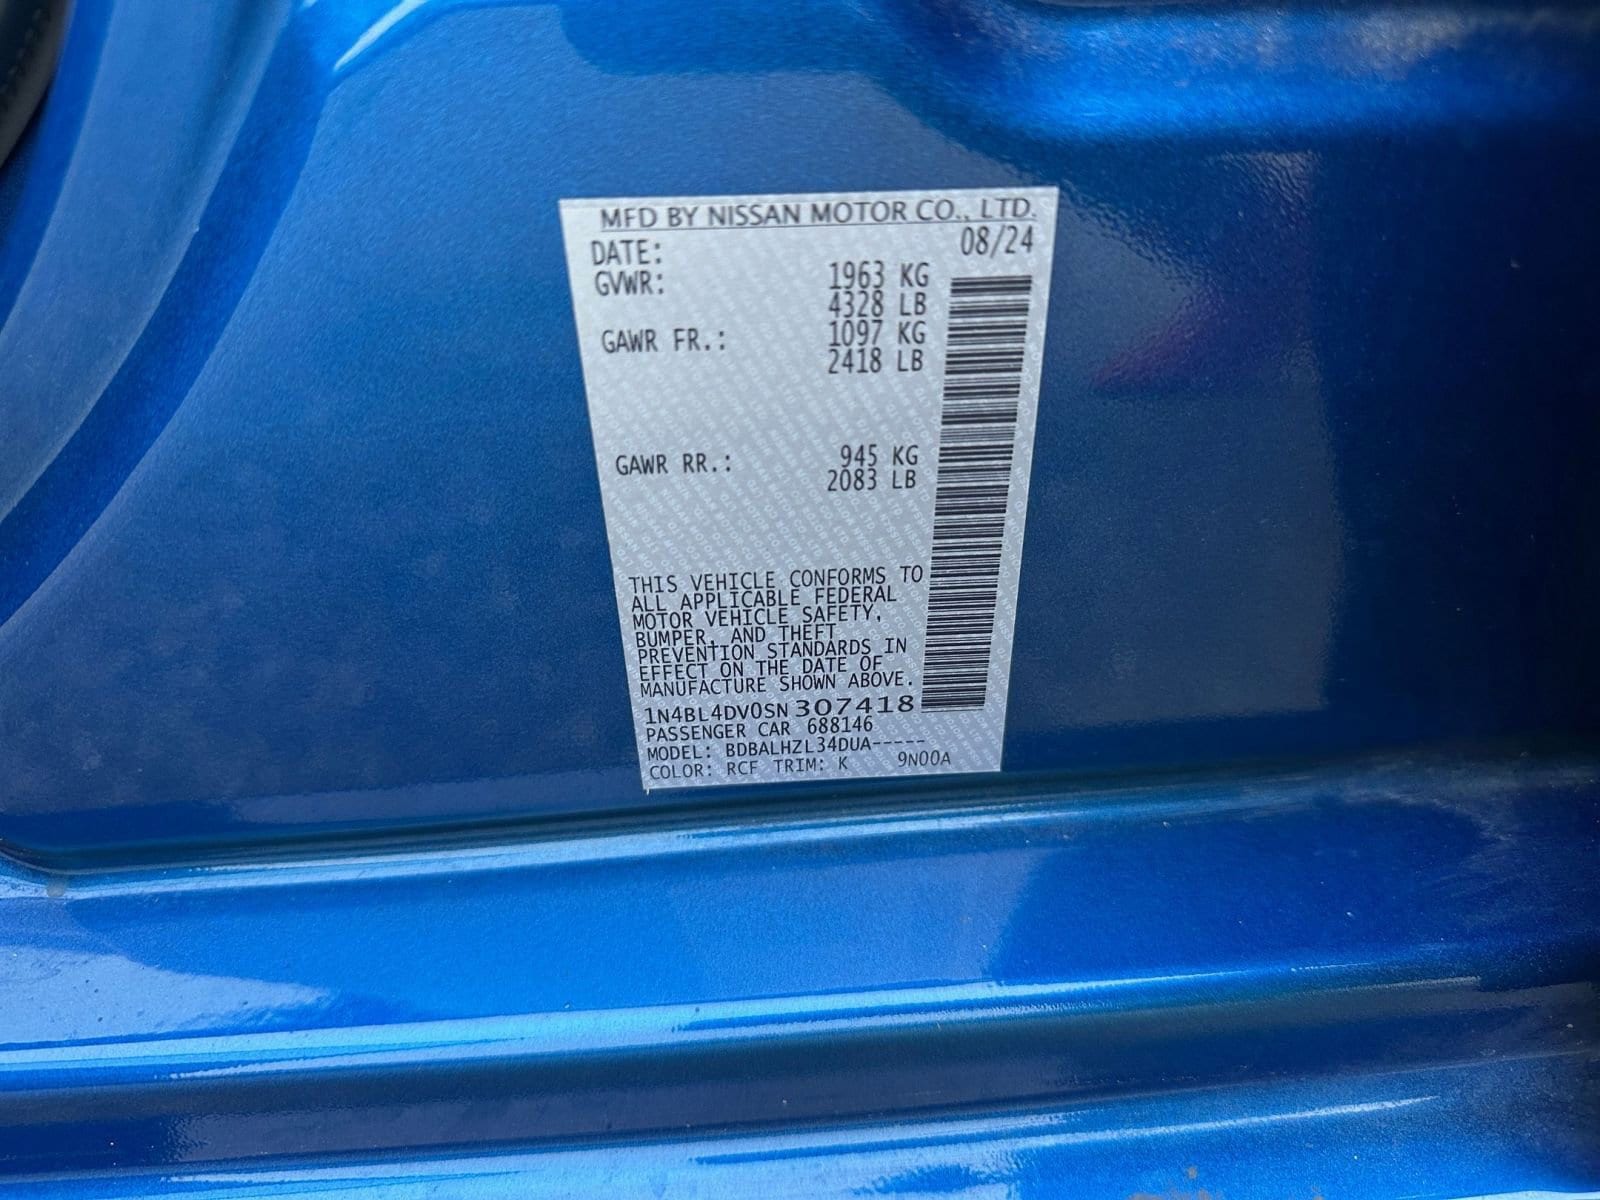 MFD BY NISSAN MOTOR CO., LTD.
DATE: 08/24
GVWR: 1963 KG
4328 LB
GAWR FR.: 1097 KG
2418 LB
GAWR RR.: 945 KG
2083 LB
THIS VEHICLE CONFORMS TO
ALL APPLICABLE FEDERAL
MOTOR VEHICLE SAFETY,
BUMPER, AND THEFT
PREVENTION STANDARDS IN
EFFECT ON THE DATE OF
MANUFACTURE SHOWN ABOVE.
1N4BL4DV0SN307418
PASSENGER CAR 688146
MODEL: BDBALHZL34DUA-----
COLOR: RCF TRIM: K 9N00A